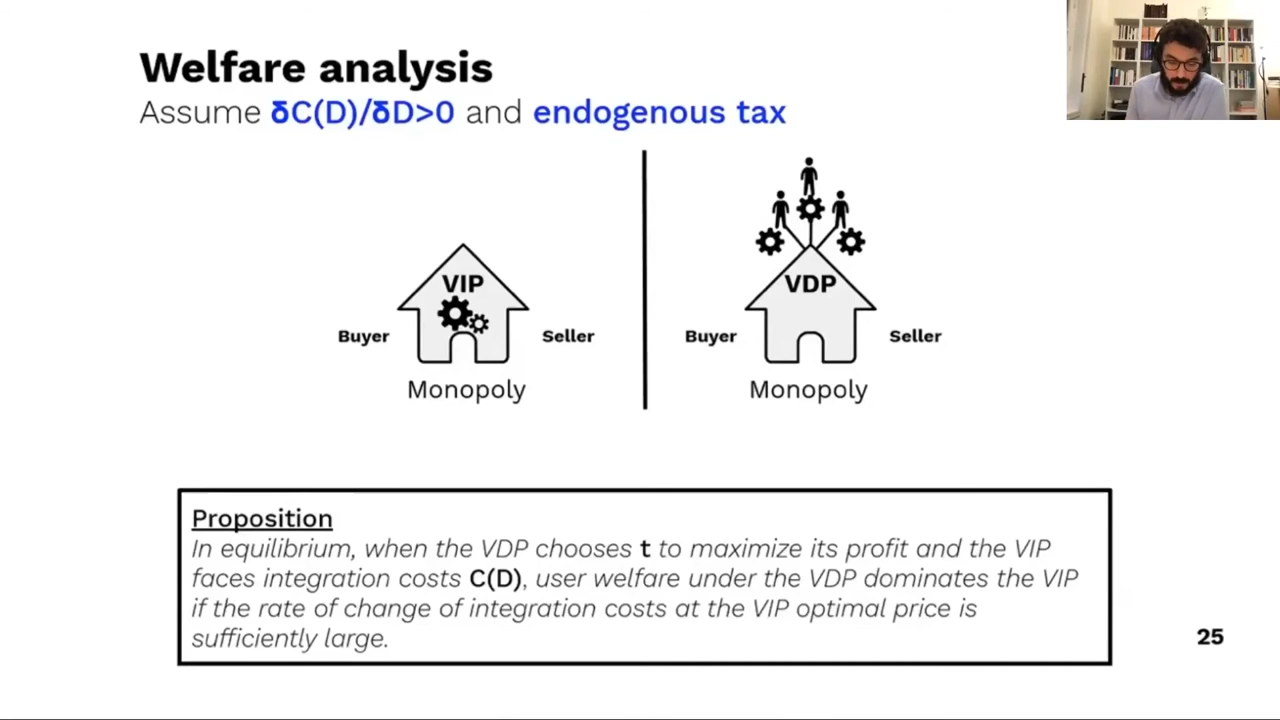 Welfare analysis
Assume δC(D)/δD>0 and endogenous tax
VIP
Buyer
Seller
Monopoly
VDP
Buyer
Seller
Monopoly
Proposition
In equilibrium, when the VDP chooses t to maximize its profit and the VIP
faces integration costs C(D), user welfare under the VDP dominates the VIP
if the rate of change of integration costs at the VIP optimal price is
sufficiently large.
25